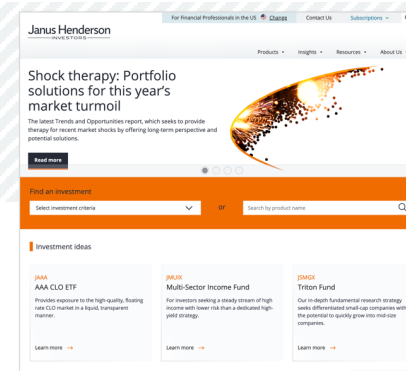 For Financial Professionals in the US Change Contact Us Subscriptions
Janus Henderson
INVESTORS
Products Insights Resources About Us
Shock therapy: Portfolio
solutions for this year's
market turmoil
The latest Trends and Opportunities report, which seeks to provide
therapy for recent market shocks by offering long-term perspective and
potential solutions.
Read more
Find an investment
Select investment criteria or Search by product name
Investment ideas
JAAA
AAA CLO ETF
Provides exposure to the high-quality, floating
rate CLO market in a liquid, transparent
manner.
Learn more →
JMUIX
Multi-Sector Income Fund
For investors seeking a steady stream of high
income with lower risk than a dedicated high-
yield strategy.
Learn more →
JSMGX
Triton Fund
Our in-depth fundamental research strategy
seeks differentiated small-cap companies with
the potential to quickly grow into mid-size
companies.
Learn more →